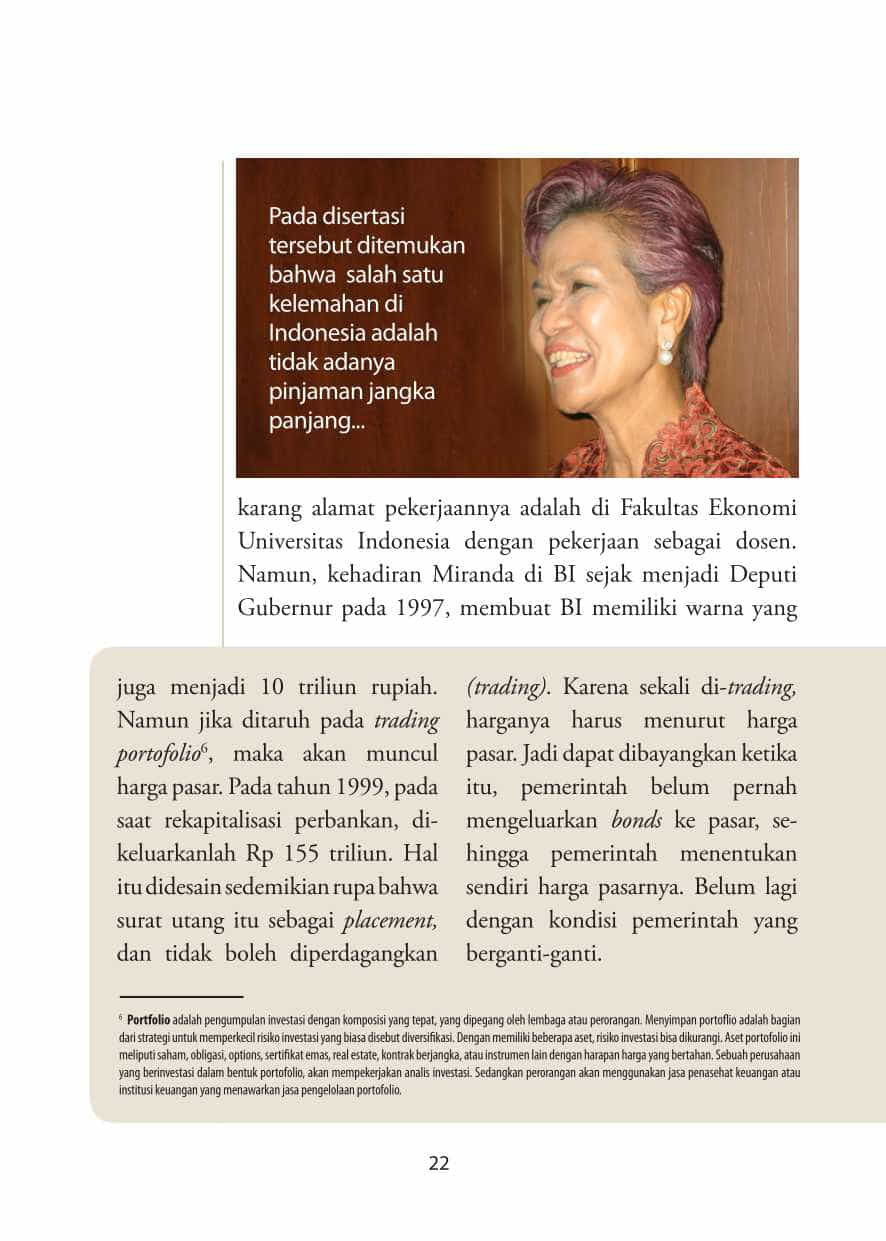 Pada disertasi
tersebut ditemukan
bahwa salah satu
kelemahan di
Indonesia adalah
tidak adanya
pinjaman jangka
panjang...
karang alamat pekerjaannya adalah di Fakultas Ekonomi
Universitas Indonesia dengan pekerjaan sebagai dosen.
Namun, kehadiran Miranda di BI sejak menjadi Deputi
Gubernur pada 1997, membuat BI memiliki warna yang
juga menjadi 10 triliun rupiah.
Namun jika ditaruh pada trading
portofolio⁶, maka akan muncul
harga pasar. Pada tahun 1999, pada
saat rekapitalisasi perbankan, di-
keluarkanlah Rp 155 triliun. Hal
itu didesain sedemikian rupa bahwa
surat utang itu sebagai placement,
dan tidak boleh diperdagangkan
(trading). Karena sekali di-trading,
harganya harus menurut harga
pasar. Jadi dapat dibayangkan ketika
itu, pemerintah belum pernah
mengeluarkan bonds ke pasar, se-
hingga pemerintah menentukan
sendiri harga pasarnya. Belum lagi
dengan kondisi pemerintah yang
berganti-ganti.
⁶ Portfolio adalah pengumpulan investasi dengan komposisi yang tepat, yang dipegang oleh lembaga atau perorangan. Menyimpan portoflio adalah bagian
dari strategi untuk memperkecil risiko investasi yang biasa disebut diversifikasi. Dengan memiliki beberapa aset, risiko investasi bisa dikurangi. Aset portofolio ini
meliputi saham, obligasi, options, sertifikat emas, real estate, kontrak berjangka, atau instrumen lain dengan harapan harga yang bertahan. Sebuah perusahaan
yang berinvestasi dalam bentuk portofolio, akan mempekerjakan analis investasi. Sedangkan perorangan akan menggunakan jasa penasehat keuangan atau
institusi keuangan yang menawarkan jasa pengelolaan portofolio.
22